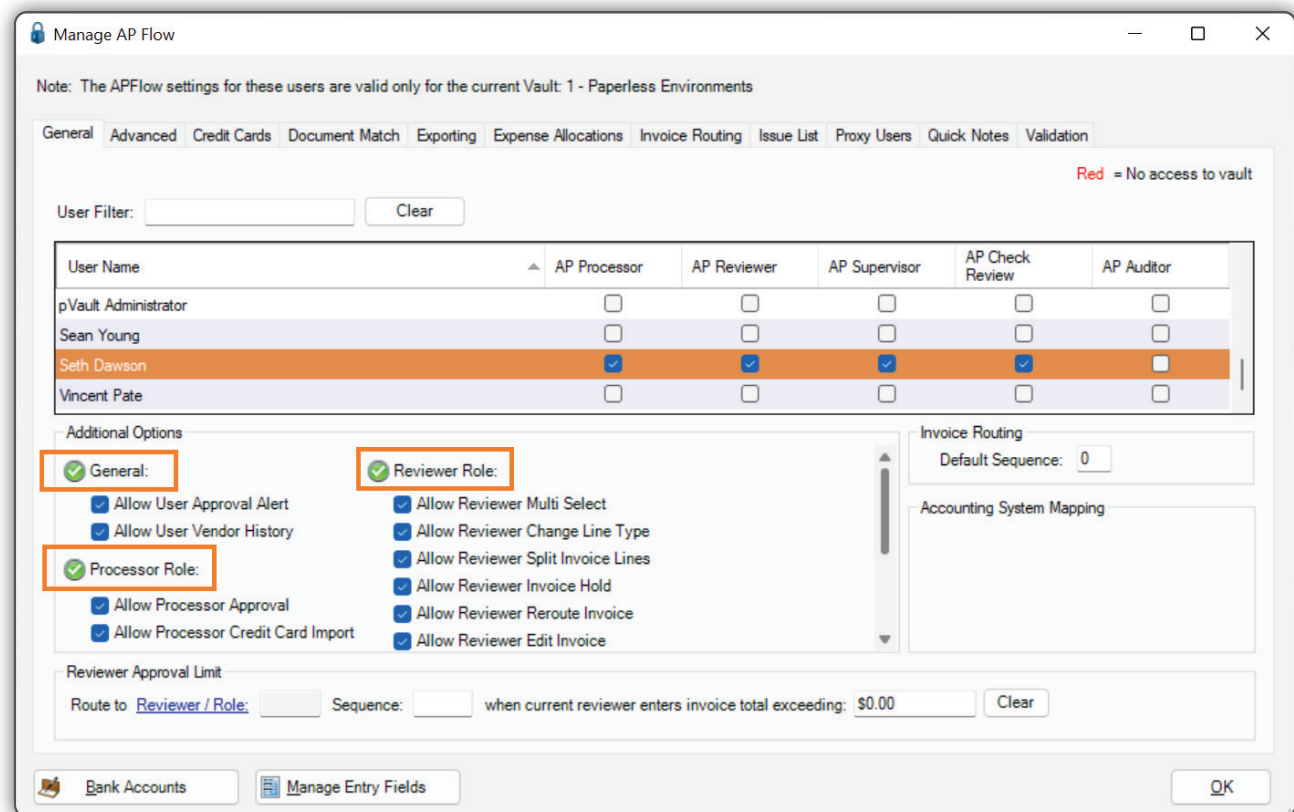 Manage AP Flow
Note: The APFlow settings for these users are valid only for the current Vault: 1 - Paperless Environments
General Advanced Credit Cards Document Match Exporting Expense Allocations Invoice Routing Issue List Proxy Users Quick Notes Validation
Red = No access to vault
User Filter: Clear
User Name AP Processor AP Reviewer AP Supervisor AP Check Review AP Auditor
pVault Administrator
Sean Young
Seth Dawson
Vincent Pate
Additional Options
General:
Allow User Approval Alert
Allow User Vendor History
Processor Role:
Allow Processor Approval
Allow Processor Credit Card Import
Reviewer Role:
Allow Reviewer Multi Select
Allow Reviewer Change Line Type
Allow Reviewer Split Invoice Lines
Allow Reviewer Invoice Hold
Allow Reviewer Reroute Invoice
Allow Reviewer Edit Invoice
Invoice Routing
Default Sequence: 0
Accounting System Mapping
Reviewer Approval Limit
Route to Reviewer / Role: Sequence: when current reviewer enters invoice total exceeding: $0.00 Clear
Bank Accounts Manage Entry Fields OK